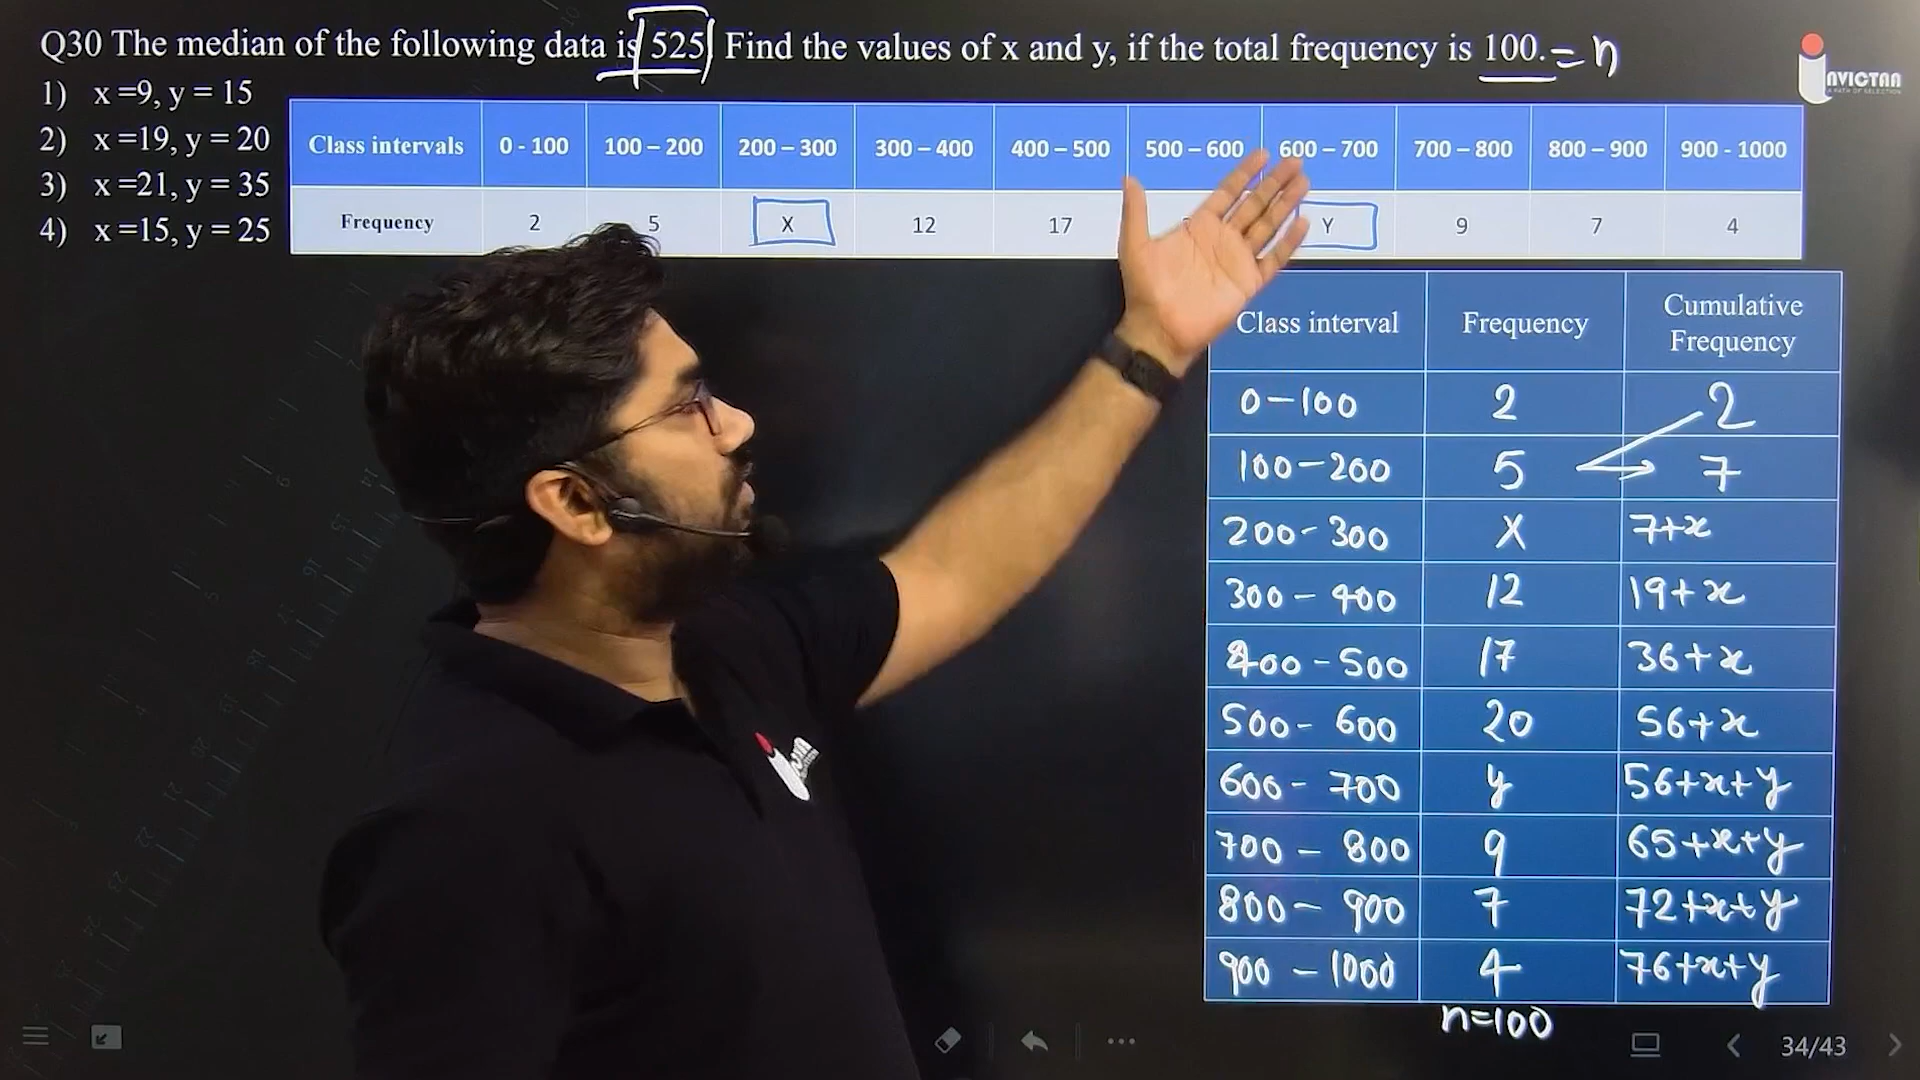 Q30 The median of the following data is 525 Find the values of x and y, if the total frequency is 100. = n
1) x =9, y = 15
2) x =19, y = 20
3) x =21, y = 35
4) x =15, y = 25
INVICTAA
Class intervals 0 - 100 100 – 200 200 – 300 300 – 400 400 – 500 500 – 600 600 – 700 700 – 800 800 – 900 900 - 1000
Frequency 2 5 X 12 17 Y 9 7 4
Class interval Frequency Cumulative Frequency
0-100 2 2
100-200 5 7
200-300 X 7+x
300-400 12 19+x
400-500 17 36+x
500-600 20 56+x
600-700 y 56+x+y
700-800 9 65+x+y
800-900 7 72+x+y
900-1000 4 76+x+y
n=100
34/43